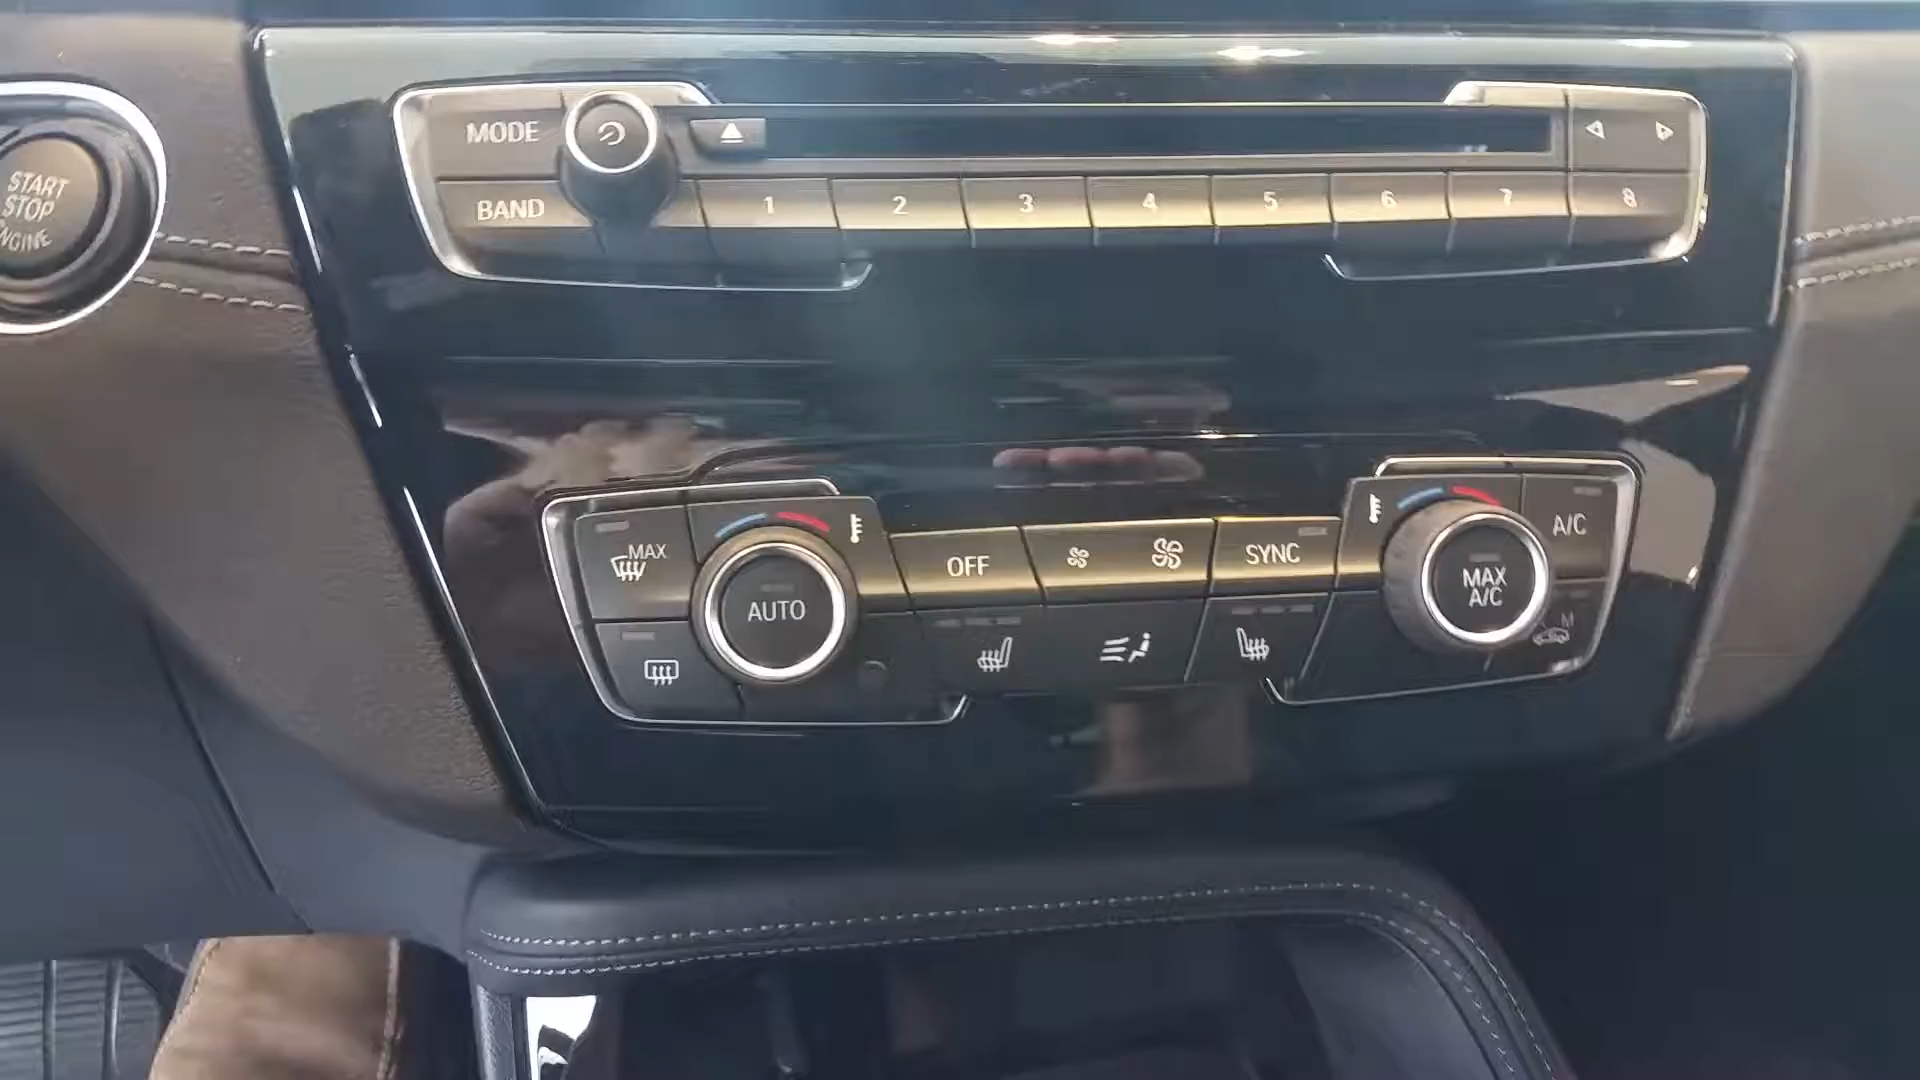 START
STOP
ENGINE
MODE
BAND
1 2 3 4 5 6 7 8
MAX
AUTO
OFF
SYNC
MAX
A/C
A/C
M